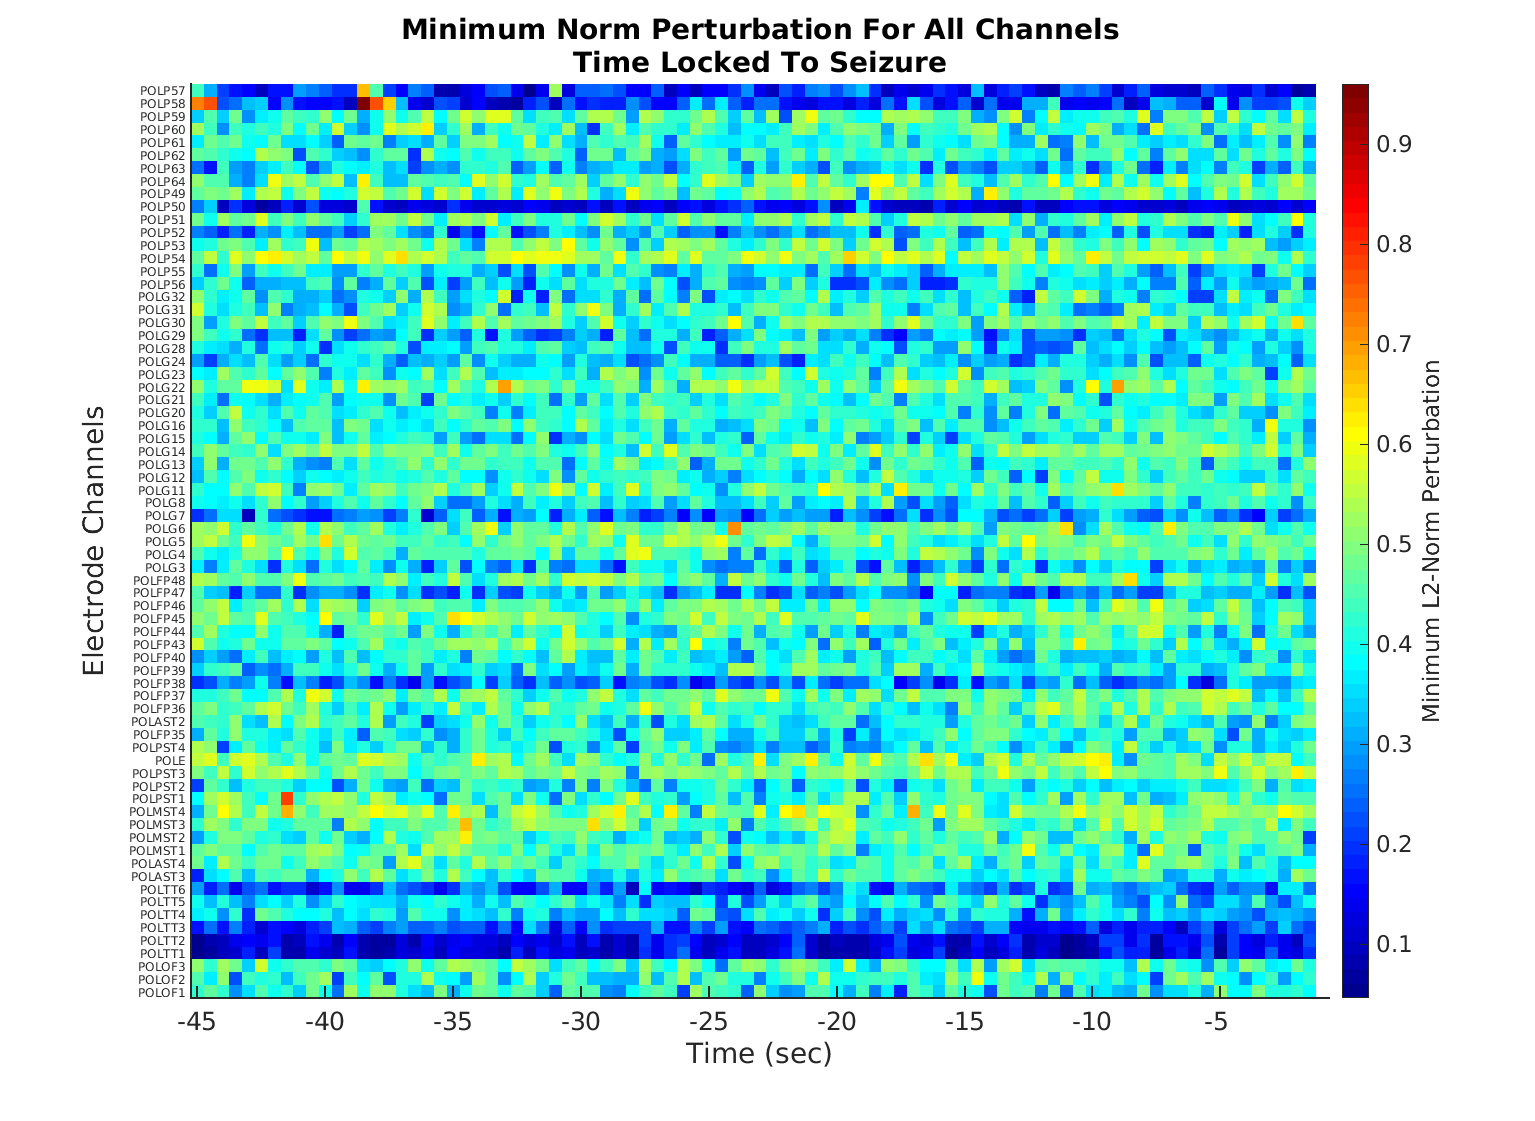 Minimum Norm Perturbation For All Channels
Time Locked To Seizure
Electrode Channels
POLP57
POLP58
POLP59
POLP60
POLP61
POLP62
POLP63
POLP64
POLP49
POLP50
POLP51
POLP52
POLP53
POLP54
POLP55
POLP56
POLG32
POLG31
POLG30
POLG29
POLG28
POLG24
POLG23
POLG22
POLG21
POLG20
POLG16
POLG15
POLG14
POLG13
POLG12
POLG11
POLG8
POLG7
POLG6
POLG5
POLG4
POLG3
POLFP48
POLFP47
POLFP46
POLFP45
POLFP44
POLFP43
POLFP40
POLFP39
POLFP38
POLFP37
POLFP36
POLAST2
POLFP35
POLPST4
POLE
POLPST3
POLPST2
POLPST1
POLMST4
POLMST3
POLMST2
POLMST1
POLAST4
POLAST3
POLTT6
POLTT5
POLTT4
POLTT3
POLTT2
POLTT1
POLOF3
POLOF2
POLOF1
-45 -40 -35 -30 -25 -20 -15 -10 -5
Time (sec)
0.9
0.8
0.7
0.6
0.5
0.4
0.3
0.2
0.1
Minimum L2-Norm Perturbation